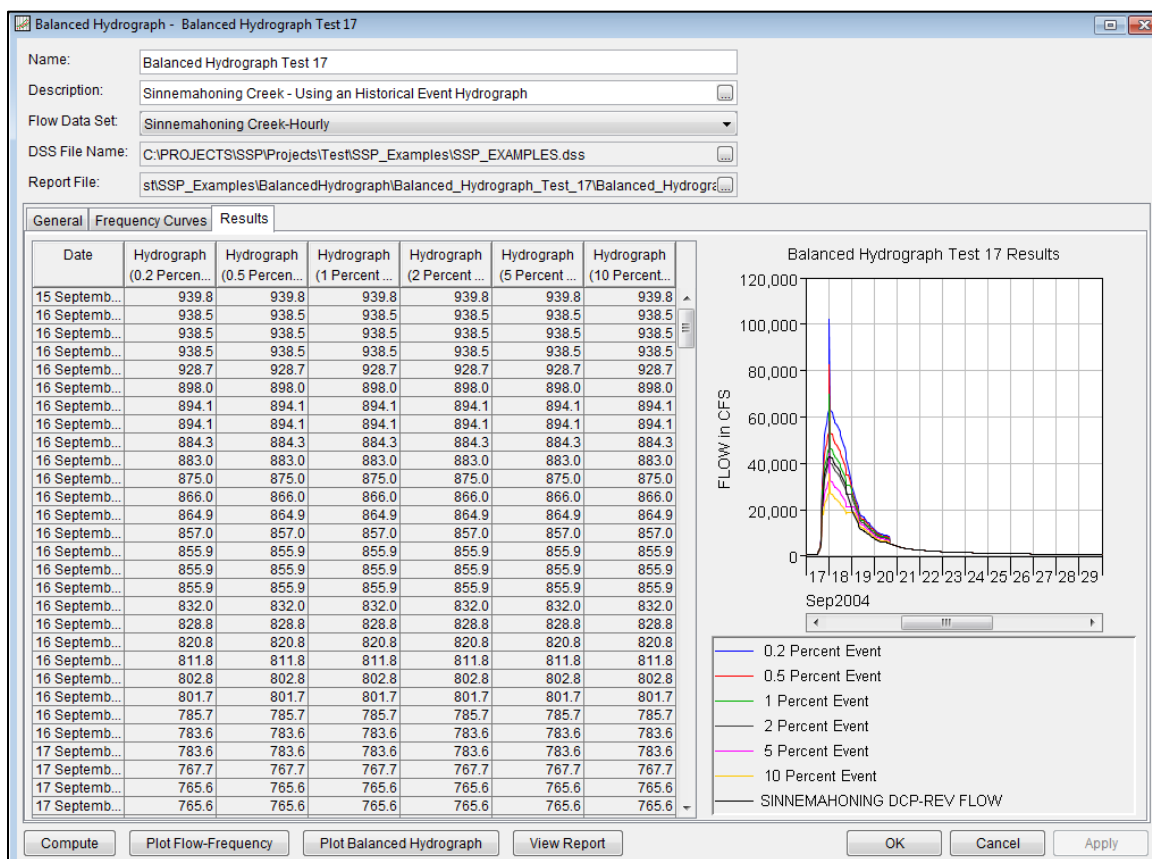 Balanced Hydrograph - Balanced Hydrograph Test 17
Name: Balanced Hydrograph Test 17
Description: Sinnemahoning Creek - Using an Historical Event Hydrograph ...
Flow Data Set: Sinnemahoning Creek-Hourly
DSS File Name: C:\PROJECTS\SSP\Projects\Test\SSP_Examples\SSP_EXAMPLES.dss ...
Report File: st\SSP_Examples\BalancedHydrograph\Balanced_Hydrograph_Test_17\Balanced_Hydrogra ...
General Frequency Curves Results
Date Hydrograph Hydrograph Hydrograph Hydrograph Hydrograph Hydrograph
(0.2 Percen... (0.5 Percen... (1 Percent ... (2 Percent ... (5 Percent ... (10 Percent...
15 Septemb... 939.8 939.8 939.8 939.8 939.8 939.8
16 Septemb... 938.5 938.5 938.5 938.5 938.5 938.5
16 Septemb... 938.5 938.5 938.5 938.5 938.5 938.5
16 Septemb... 938.5 938.5 938.5 938.5 938.5 938.5
16 Septemb... 928.7 928.7 928.7 928.7 928.7 928.7
16 Septemb... 898.0 898.0 898.0 898.0 898.0 898.0
16 Septemb... 894.1 894.1 894.1 894.1 894.1 894.1
16 Septemb... 894.1 894.1 894.1 894.1 894.1 894.1
16 Septemb... 884.3 884.3 884.3 884.3 884.3 884.3
16 Septemb... 883.0 883.0 883.0 883.0 883.0 883.0
16 Septemb... 875.0 875.0 875.0 875.0 875.0 875.0
16 Septemb... 866.0 866.0 866.0 866.0 866.0 866.0
16 Septemb... 864.9 864.9 864.9 864.9 864.9 864.9
16 Septemb... 857.0 857.0 857.0 857.0 857.0 857.0
16 Septemb... 855.9 855.9 855.9 855.9 855.9 855.9
16 Septemb... 855.9 855.9 855.9 855.9 855.9 855.9
16 Septemb... 855.9 855.9 855.9 855.9 855.9 855.9
16 Septemb... 832.0 832.0 832.0 832.0 832.0 832.0
16 Septemb... 828.8 828.8 828.8 828.8 828.8 828.8
16 Septemb... 820.8 820.8 820.8 820.8 820.8 820.8
16 Septemb... 811.8 811.8 811.8 811.8 811.8 811.8
16 Septemb... 802.8 802.8 802.8 802.8 802.8 802.8
16 Septemb... 801.7 801.7 801.7 801.7 801.7 801.7
16 Septemb... 785.7 785.7 785.7 785.7 785.7 785.7
16 Septemb... 783.6 783.6 783.6 783.6 783.6 783.6
17 Septemb... 783.6 783.6 783.6 783.6 783.6 783.6
17 Septemb... 767.7 767.7 767.7 767.7 767.7 767.7
17 Septemb... 765.6 765.6 765.6 765.6 765.6 765.6
17 Septemb... 765.6 765.6 765.6 765.6 765.6 765.6
Balanced Hydrograph Test 17 Results
120,000
100,000
80,000
60,000
40,000
20,000
0
FLOW in CFS
17 18 19 20 21 22 23 24 25 26 27 28 29
Sep2004
0.2 Percent Event
0.5 Percent Event
1 Percent Event
2 Percent Event
5 Percent Event
10 Percent Event
SINNEMAHONING DCP-REV FLOW
Compute Plot Flow-Frequency Plot Balanced Hydrograph View Report OK Cancel Apply